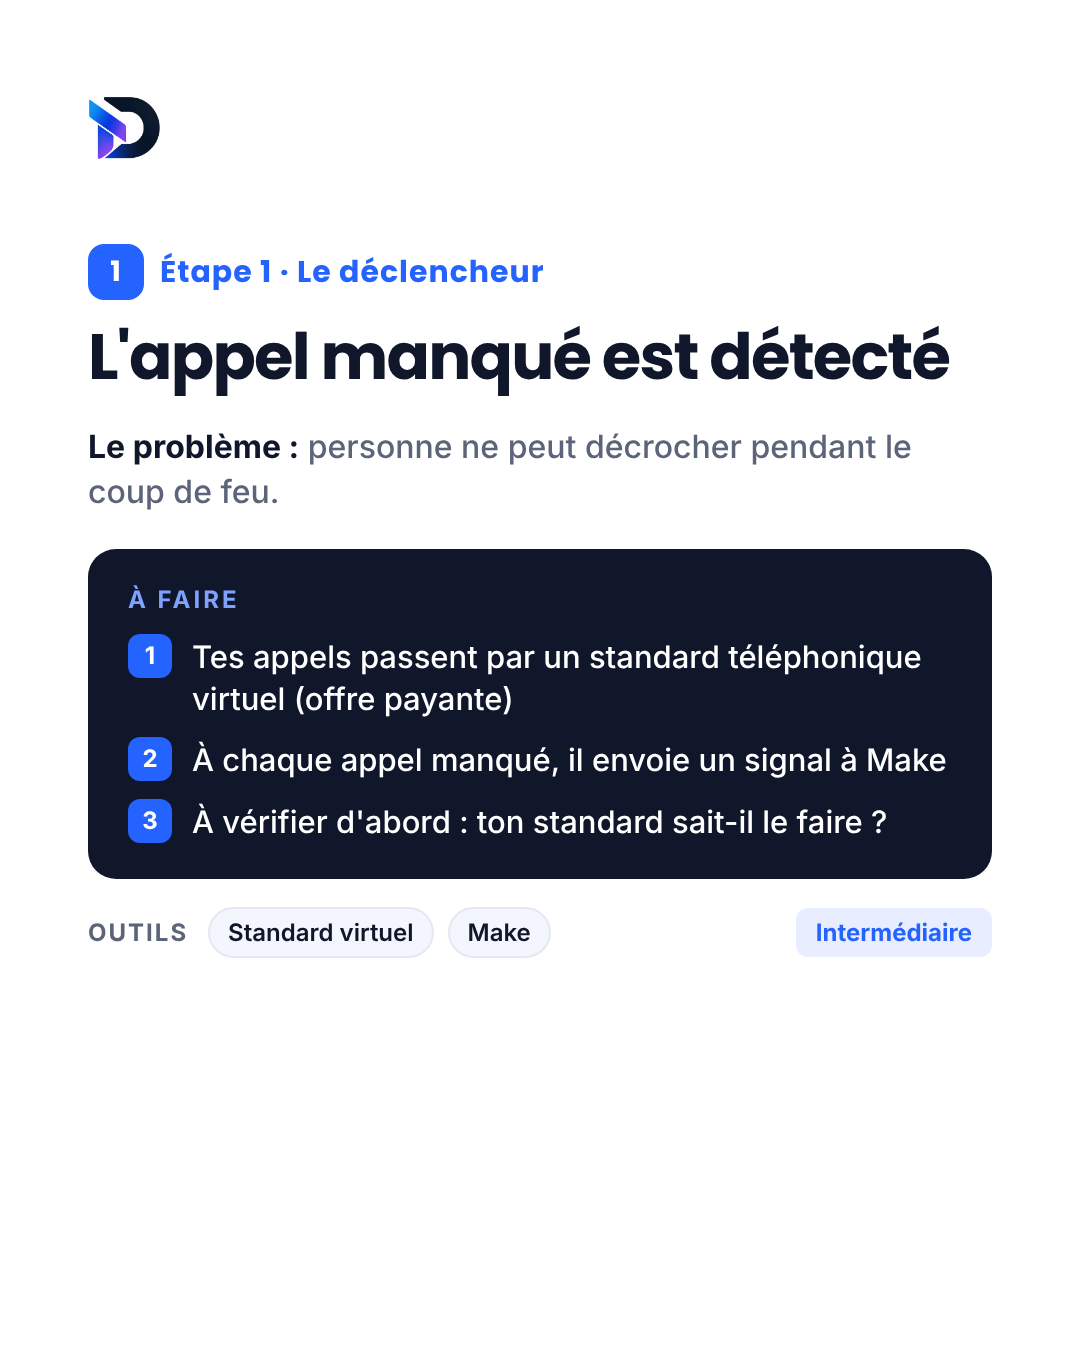 1 Étape 1 · Le déclencheur
L'appel manqué est détecté
Le problème : personne ne peut décrocher pendant le
coup de feu.
À FAIRE
1 Tes appels passent par un standard téléphonique
virtuel (offre payante)
2 À chaque appel manqué, il envoie un signal à Make
3 À vérifier d'abord : ton standard sait-il le faire ?
OUTILS Standard virtuel Make Intermédiaire